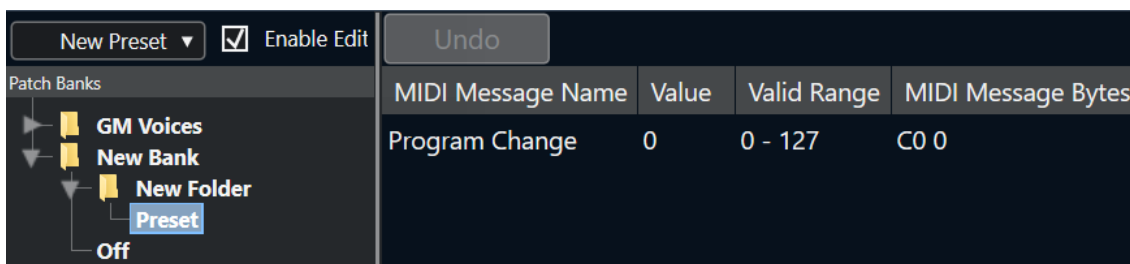 New Preset ▼ Enable Edit Undo
Patch Banks
MIDI Message Name Value Valid Range MIDI Message Bytes
GM Voices
Program Change 0 0 - 127 C0 0
New Bank
New Folder
Preset
Off